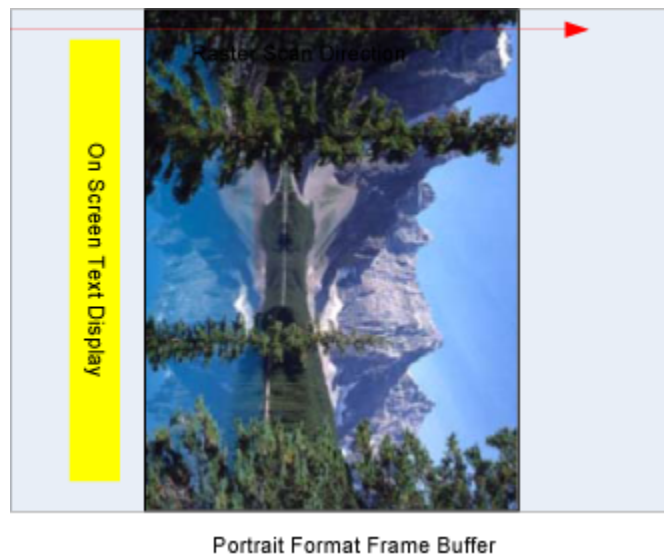 Raster Scan Direction
On Screen Text Display
Portrait Format Frame Buffer